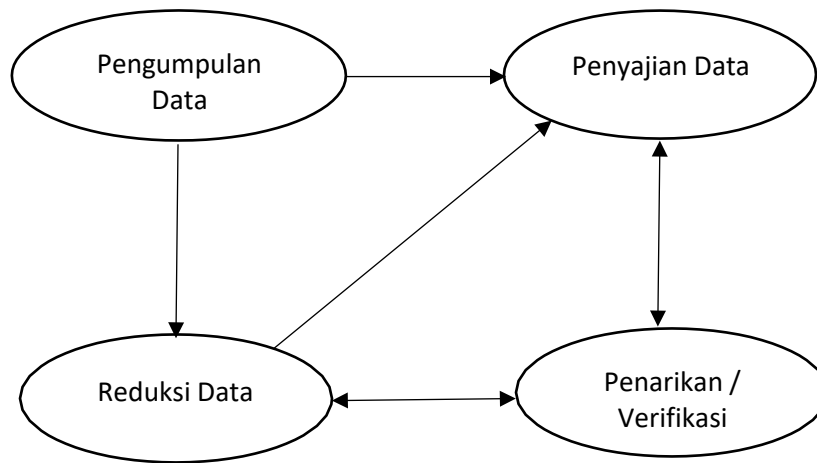 Pengumpulan
Data
Penyajian Data
Reduksi Data
Penarikan /
Verifikasi